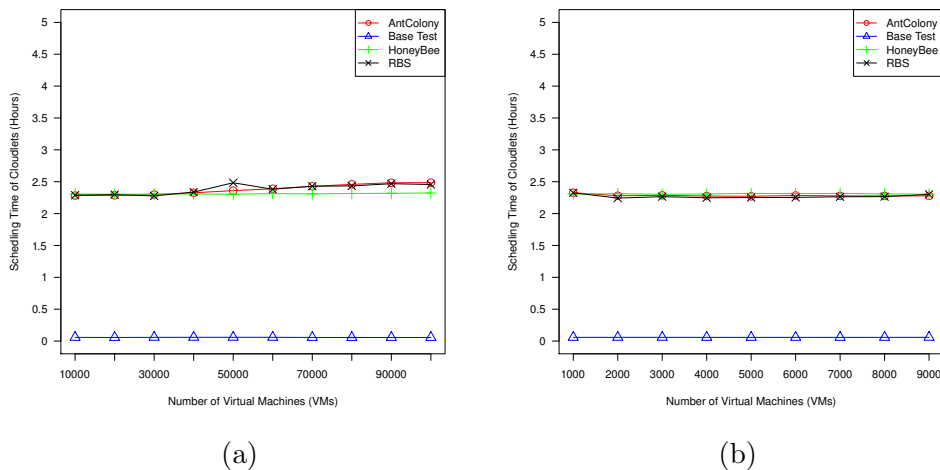 AntColony
Base Test
HoneyBee
RBS
5
4.5
4
3.5
3
2.5
2
1.5
1
0.5
0
Schedling Time of Cloudlets (Hours)
10000 30000 50000 70000 90000
Number of Virtual Machines (VMs)
(a)
AntColony
Base Test
HoneyBee
RBS
5
4.5
4
3.5
3
2.5
2
1.5
1
0.5
0
Schedling Time of Cloudlets (Hours)
1000 2000 3000 4000 5000 6000 7000 8000 9000
Number of Virtual Machines (VMs)
(b)